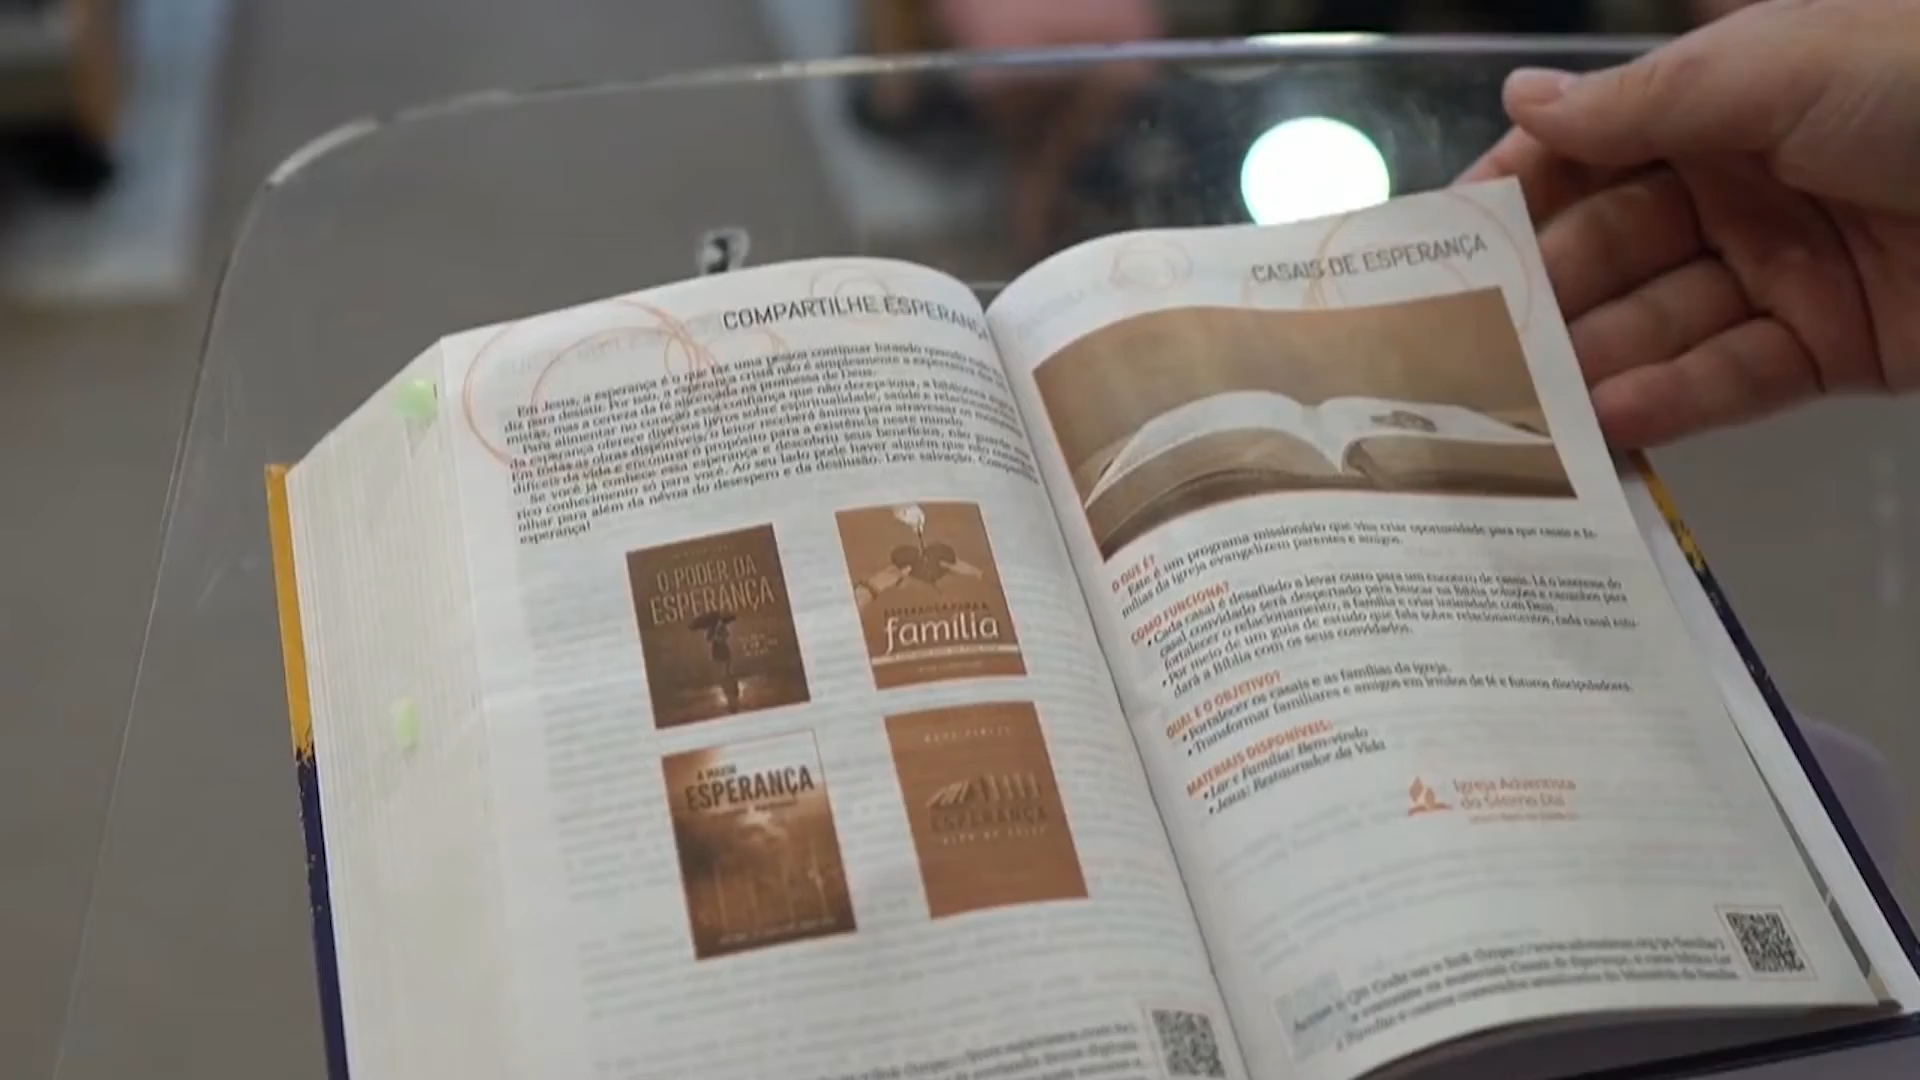 COMPARTILHE ESPERANÇA
Em Jesus, a esperança é o que faz uma pessoa continuar lutando quando
diz para desistir. Por isso, a esperança cristã não é simplesmente a expectativa dos
mistas, mas a certeza da fé alicerçada na promessa de Deus.
Para alimentar no coração essa confiança que não decepciona, a biblioteca
da esperança oferece diversos livros sobre espiritualidade, saúde e relacionamentos.
Em todas as obras disponíveis, o leitor receberá ânimo para atravessar os momentos
difíceis da vida e encontrar o propósito para a existência neste mundo.
Se você já conhece essa esperança e descobriu seus benefícios, não guarde esse
rico conhecimento só para você. Ao seu lado pode haver alguém que não consegue
olhar para além da névoa do desespero e da desilusão. Leve salvação. Compartilhe
esperança!
O PODER DA
ESPERANÇA
família
A MAIOR
ESPERANÇA
ESPERANÇA
CASAIS DE ESPERANÇA
O QUE É?
Este é um programa missionário que visa criar oportunidade para que casais e fa-
mílias da igreja evangelizem parentes e amigos.
COMO FUNCIONA?
• Cada casal é desafiado a levar outro para um encontro de casais. Lá o interesse do
casal convidado será despertado para buscar na Bíblia soluções e caminhos para
fortalecer o relacionamento, a família e criar intimidade com Deus.
• Por meio de um guia de estudo que fala sobre relacionamentos, cada casal estu-
dará a Bíblia com os seus convidados.
QUAL É O OBJETIVO?
• Fortalecer os casais e as famílias da igreja.
• Transformar familiares e amigos em irmãos de fé e futuros discipuladores.
MATERIAIS DISPONÍVEIS:
• Lar e Família: Bem-vindo
• Jesus: Restaurador da Vida
Igreja Adventista
do Sétimo Dia